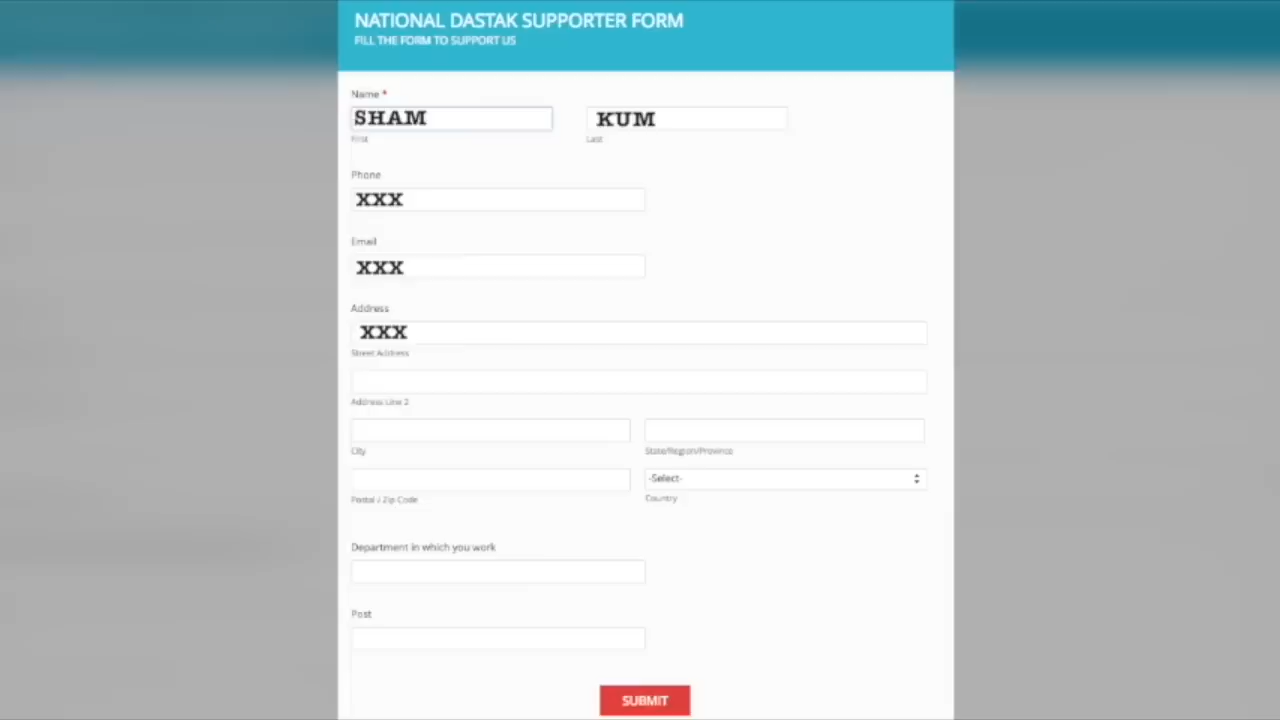 NATIONAL DASTAK SUPPORTER FORM
FILL THE FORM TO SUPPORT US
Name *
SHAM KUM
First Last
Phone
XXX
Email
XXX
Address
XXX
Street Address
Address Line 2
City State/Region/Province
-Select-
Postal / Zip Code Country
Department in which you work
Post
SUBMIT